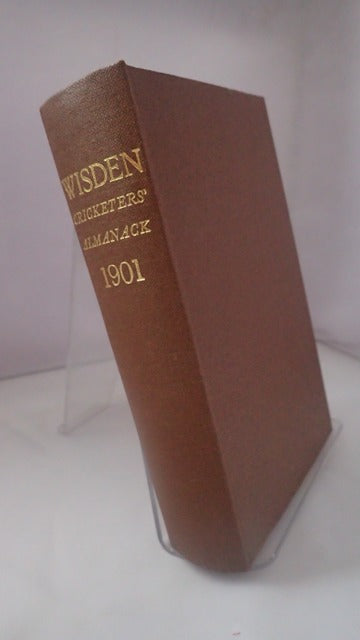 WISDEN
CRICKETERS'
ALMANACK
1901